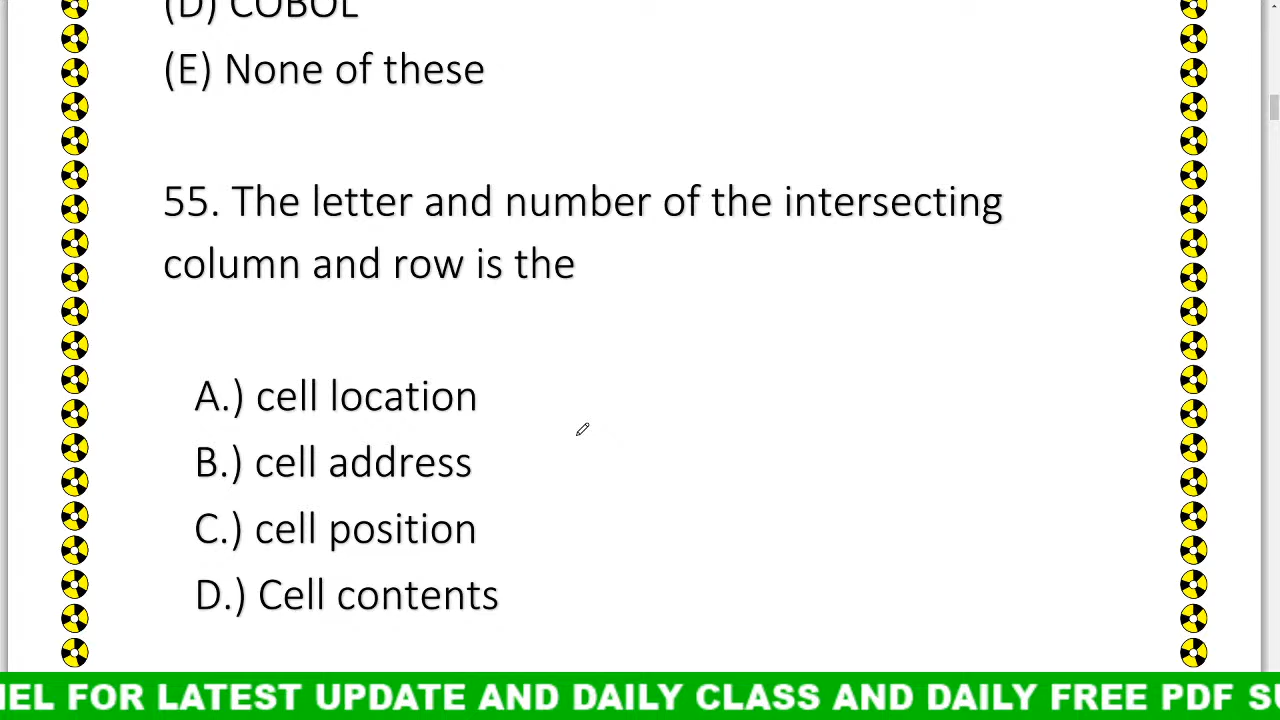 (D) COBOL
(E) None of these
55. The letter and number of the intersecting
column and row is the
A.) cell location
B.) cell address
C.) cell position
D.) Cell contents
FOR LATEST UPDATE AND DAILY CLASS AND DAILY FREE PDF